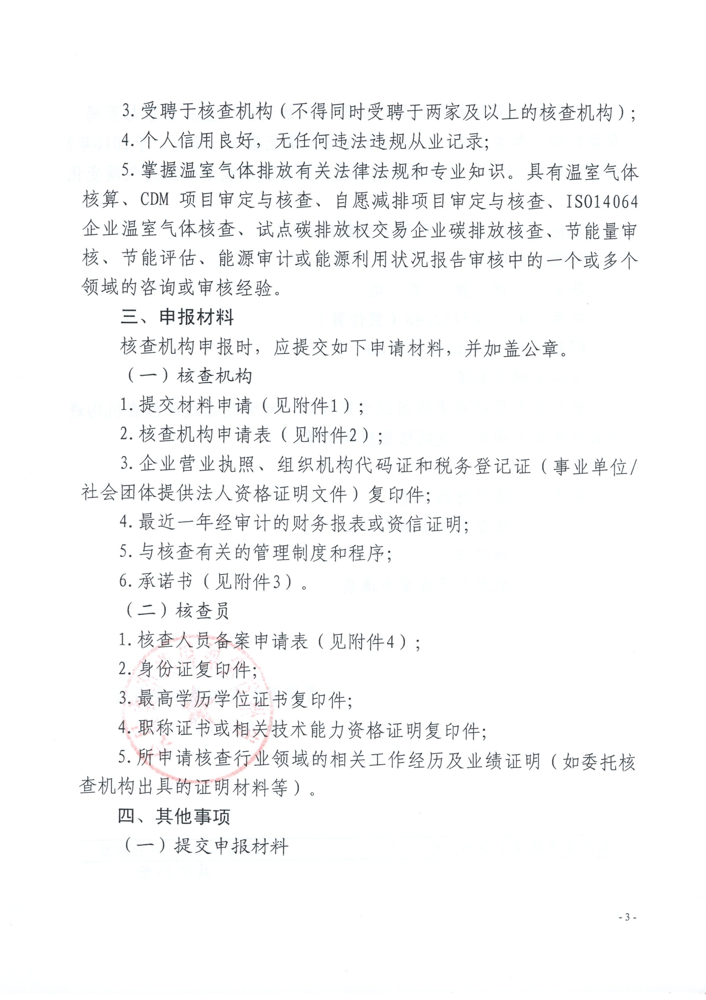 3. 受聘于核查机构（不得同时受聘于两家及以上的核查机构）；
4. 个人信用良好，无任何违法违规从业记录；
5. 掌握温室气体排放有关法律法规和专业知识。具有温室气体
核算、CDM 项目审定与核查、自愿减排项目审定与核查、ISO14064
企业温室气体核查、试点碳排放权交易企业碳排放核查、节能量审
核、节能评估、能源审计或能源利用状况报告审核中的一个或多个
领域的咨询或审核经验。
三、申报材料
核查机构申报时，应提交如下申请材料，并加盖公章。
（一）核查机构
1. 提交材料申请（见附件1）；
2. 核查机构申请表（见附件2）；
3. 企业营业执照、组织机构代码证和税务登记证（事业单位/
社会团体提供法人资格证明文件）复印件；
4. 最近一年经审计的财务报表或资信证明；
5. 与核查有关的管理制度和程序；
6. 承诺书（见附件3）。
（二）核查员
1. 核查人员备案申请表（见附件4）；
2. 身份证复印件；
3. 最高学历学位证书复印件；
4. 职称证书或相关技术能力资格证明复印件；
5. 所申请核查行业领域的相关工作经历及业绩证明（如委托核
查机构出具的证明材料等）。
四、其他事项
（一）提交申报材料
- 3 -